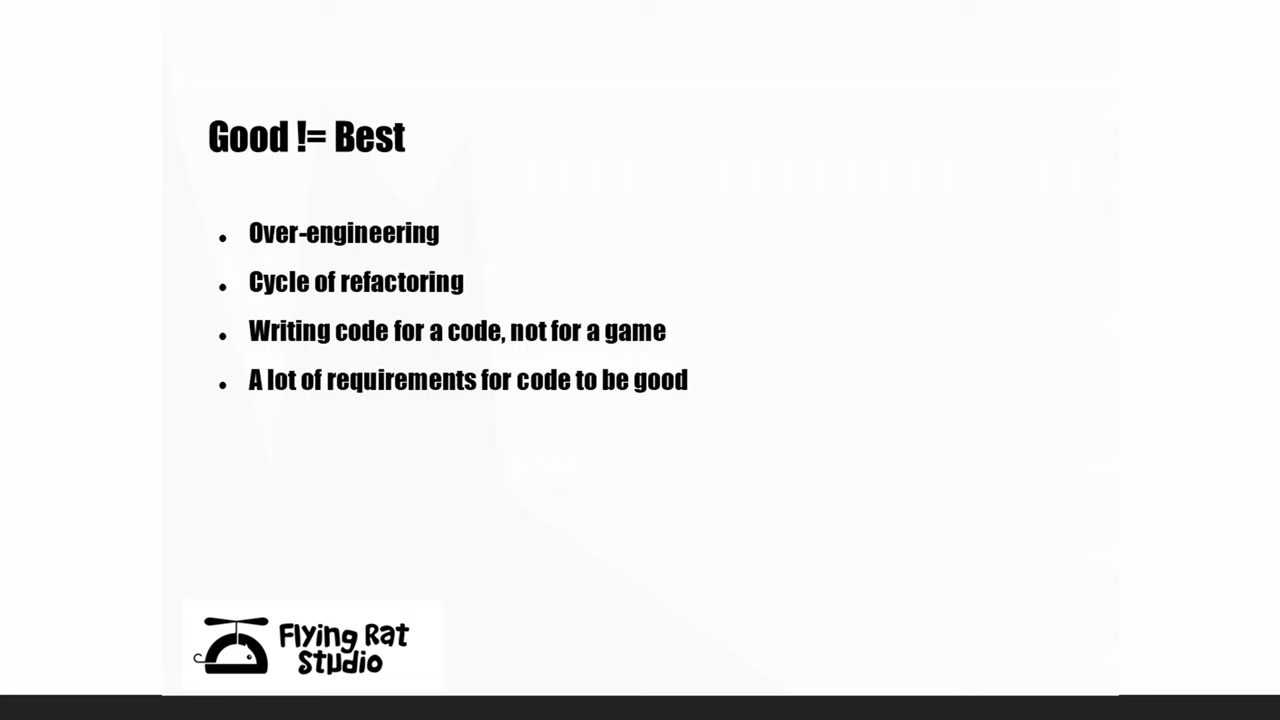 Good != Best
• Over-engineering
• Cycle of refactoring
• Writing code for a code, not for a game
• A lot of requirements for code to be good
Flying Rat
Studio